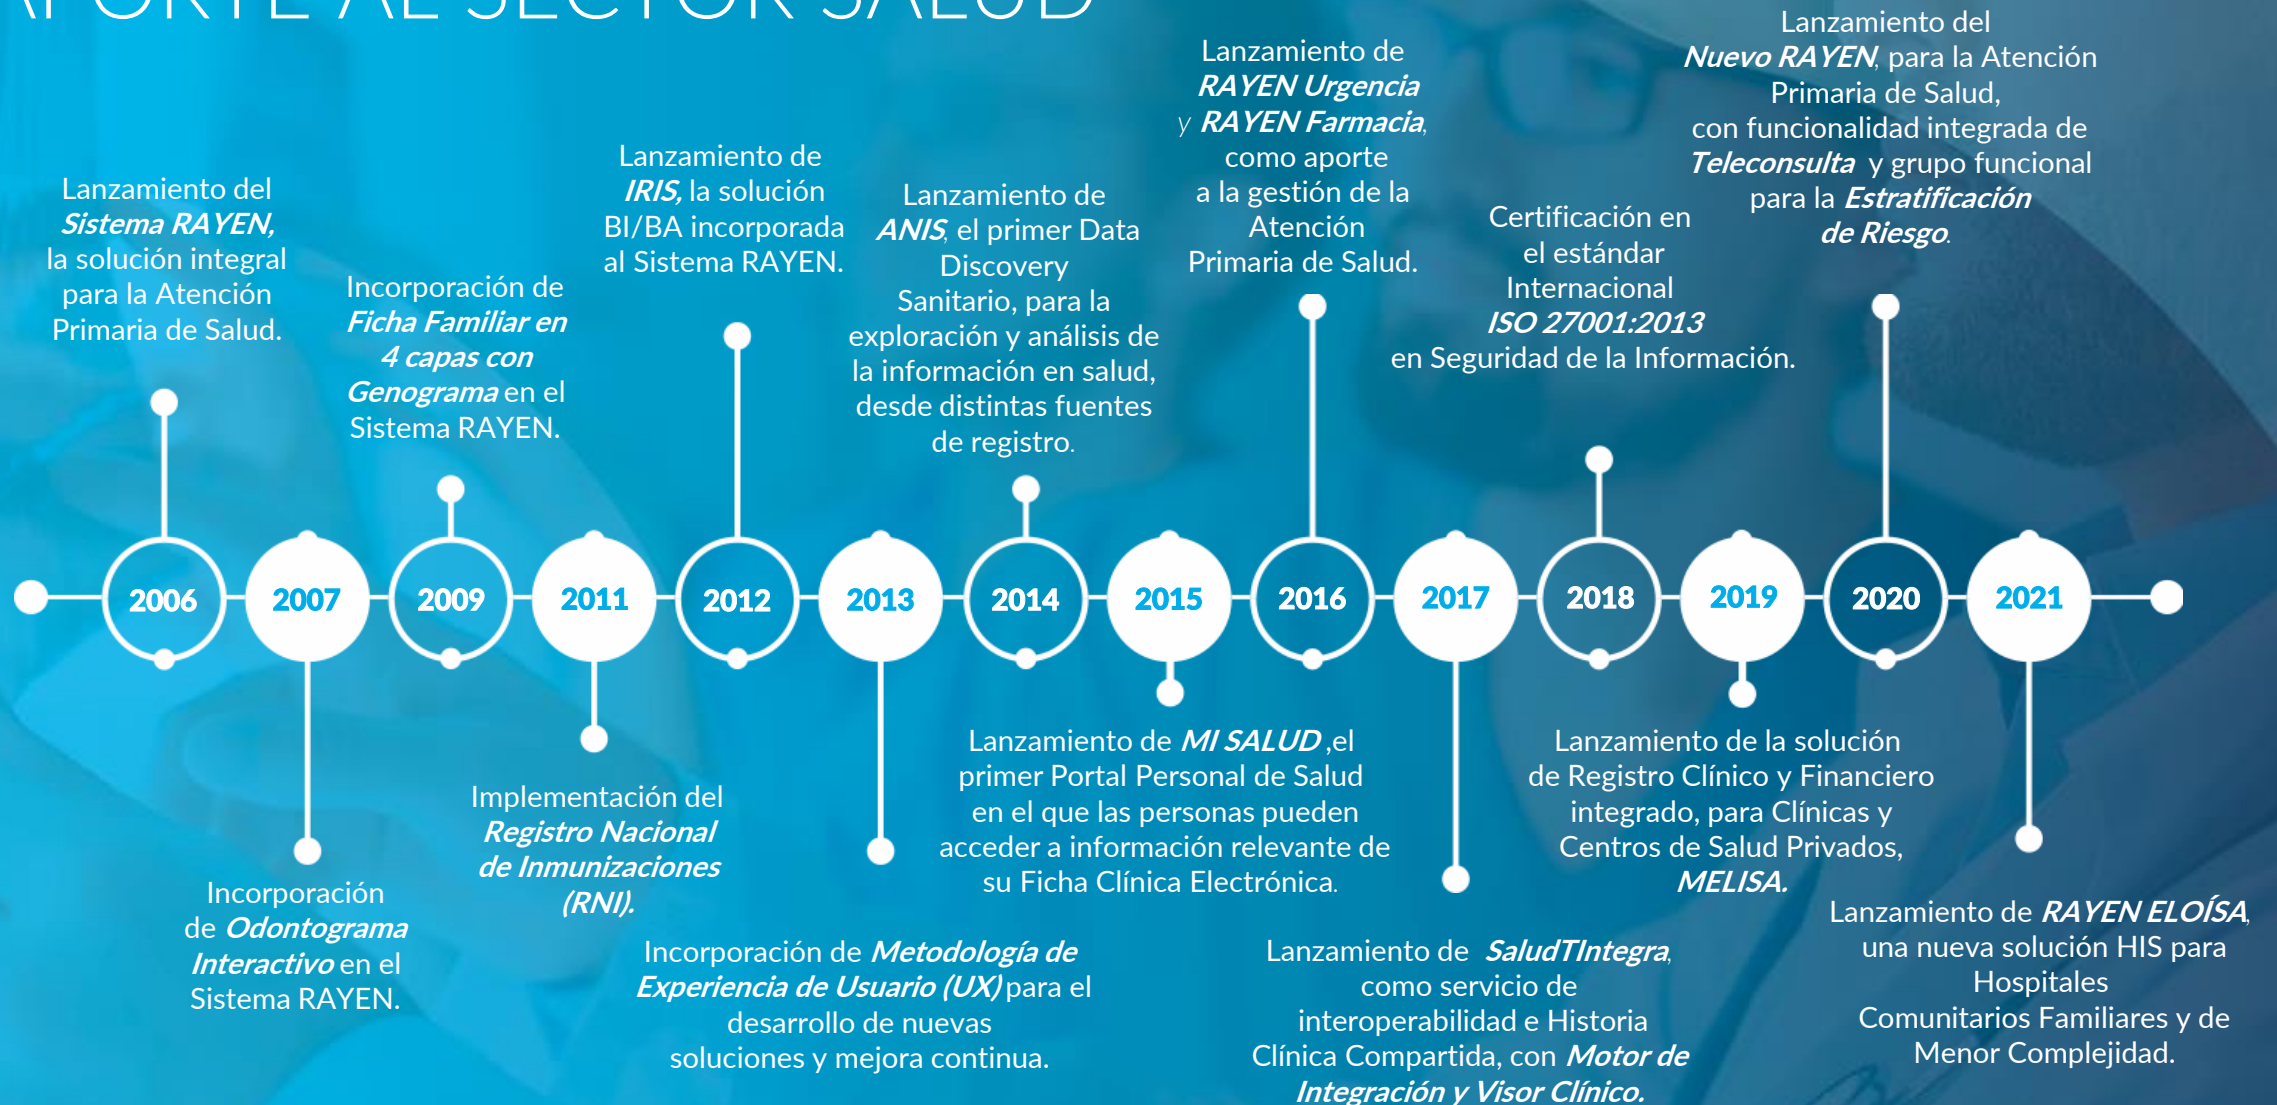 APORTE AL SECTOR SALUD
Lanzamiento del
Sistema RAYEN,
la solución integral
para la Atención
Primaria de Salud.
Incorporación de
Ficha Familiar en
4 capas con
Genograma en el
Sistema RAYEN.
Lanzamiento de
IRIS, la solución
BI/BA incorporada
al Sistema RAYEN.
Lanzamiento de
ANIS, el primer Data
Discovery
Sanitario, para la
exploración y análisis de
la información en salud,
desde distintas fuentes
de registro.
Lanzamiento de
RAYEN Urgencia
y RAYEN Farmacia,
como aporte
a la gestión de la
Atención
Primaria de Salud.
Certificación en
el estándar
Internacional
ISO 27001:2013
en Seguridad de la Información.
Lanzamiento del
Nuevo RAYEN, para la Atención
Primaria de Salud,
con funcionalidad integrada de
Teleconsulta y grupo funcional
para la Estratificación
de Riesgo.
2006
2007
2009
2011
2012
2013
2014
2015
2016
2017
2018
2019
2020
2021
Incorporación
de Odontograma
Interactivo en el
Sistema RAYEN.
Implementación del
Registro Nacional
de Inmunizaciones
(RNI).
Incorporación de Metodología de
Experiencia de Usuario (UX) para el
desarrollo de nuevas
soluciones y mejora continua.
Lanzamiento de MI SALUD ,el
primer Portal Personal de Salud
en el que las personas pueden
acceder a información relevante de
su Ficha Clínica Electrónica.
Lanzamiento de SaludTIntegra,
como servicio de
interoperabilidad e Historia
Clínica Compartida, con Motor de
Integración y Visor Clínico.
Lanzamiento de la solución
de Registro Clínico y Financiero
integrado, para Clínicas y
Centros de Salud Privados,
MELISA.
Lanzamiento de RAYEN ELOÍSA,
una nueva solución HIS para
Hospitales
Comunitarios Familiares y de
Menor Complejidad.